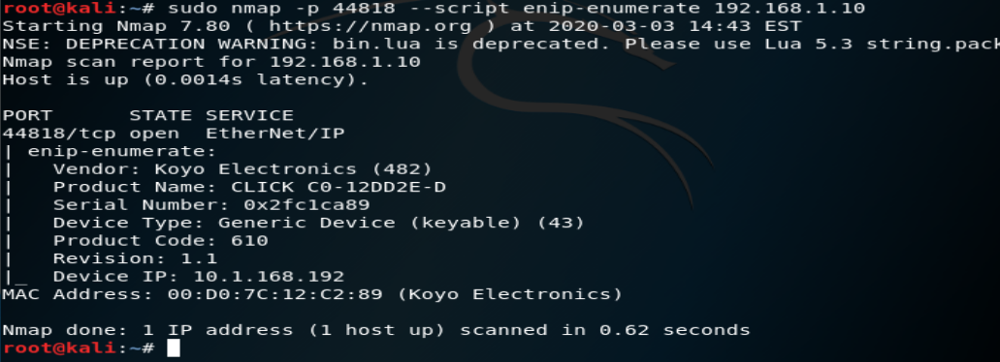 root@kali:~# sudo nmap -p 44818 --script enip-enumerate 192.168.1.10
Starting Nmap 7.80 ( https://nmap.org ) at 2020-03-03 14:43 EST
NSE: DEPRECATION WARNING: bin.lua is deprecated. Please use Lua 5.3 string.pack
Nmap scan report for 192.168.1.10
Host is up (0.0014s latency).

PORT      STATE SERVICE
44818/tcp open  EtherNet/IP
| enip-enumerate:
|   Vendor: Koyo Electronics (482)
|   Product Name: CLICK C0-12DD2E-D
|   Serial Number: 0x2fc1ca89
|   Device Type: Generic Device (keyable) (43)
|   Product Code: 610
|   Revision: 1.1
|_  Device IP: 10.1.168.192
MAC Address: 00:D0:7C:12:C2:89 (Koyo Electronics)

Nmap done: 1 IP address (1 host up) scanned in 0.62 seconds
root@kali:~#